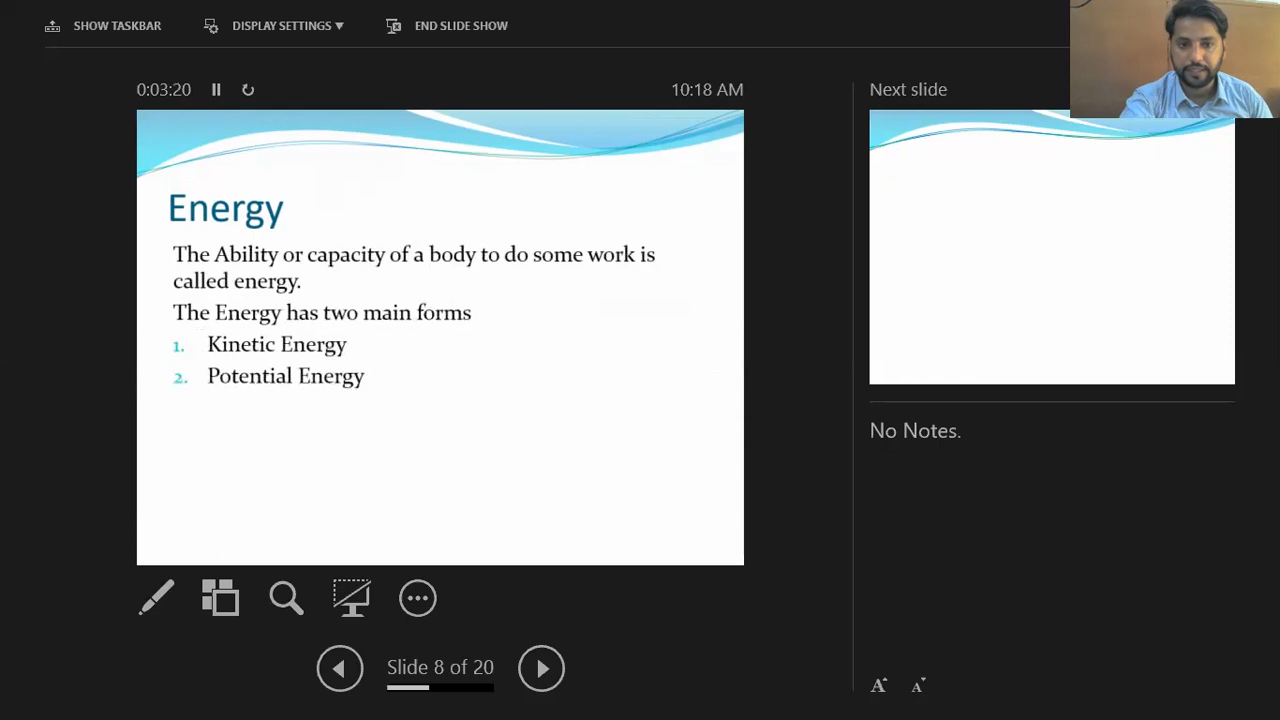 SHOW TASKBAR DISPLAY SETTINGS ▼ END SLIDE SHOW
0:03:20 10:18 AM
Energy
The Ability or capacity of a body to do some work is
called energy.
The Energy has two main forms
1. Kinetic Energy
2. Potential Energy
Slide 8 of 20
Next slide
No Notes.
A A